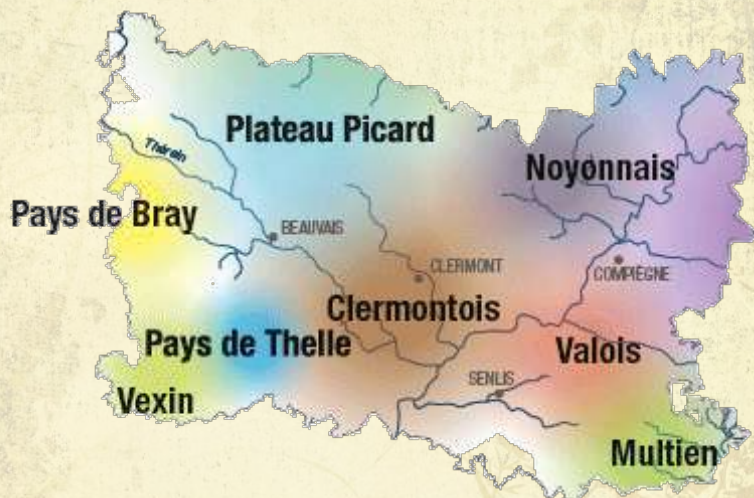 Plateau Picard
Thérain
Noyonnais
Pays de Bray
BEAUVAIS
CLERMONT
COMPIÈGNE
Clermontois
Pays de Thelle
Valois
SENLIS
Vexin
Multien